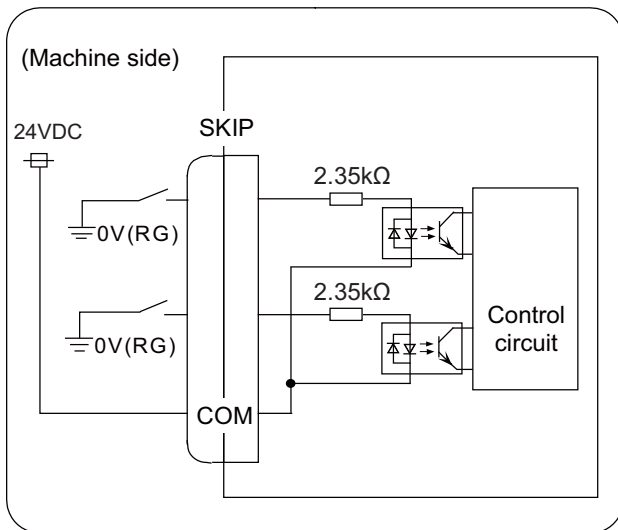 (Machine side)
SKIP
24VDC
2.35kΩ
0V(RG)
2.35kΩ
0V(RG)
Control
circuit
COM